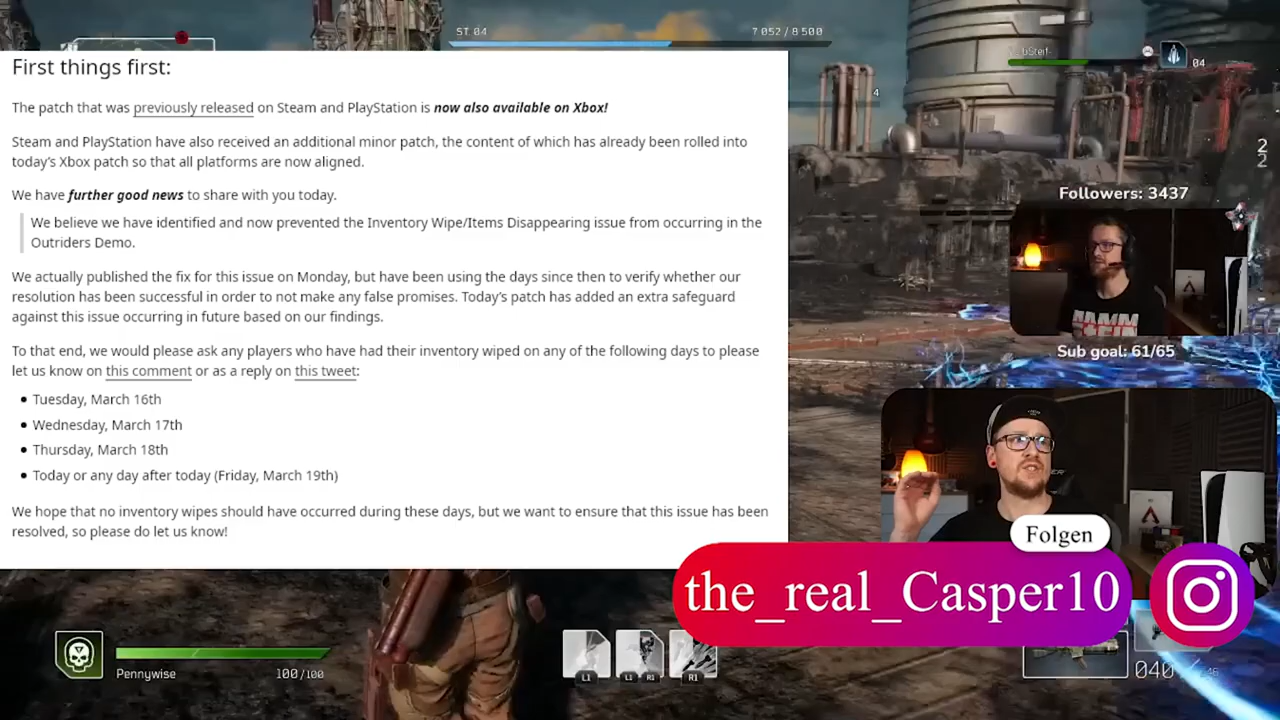 ST. 04
7 052 / 8 500
04
4
2
2
First things first:
The patch that was previously released on Steam and PlayStation is now also available on Xbox!
Steam and PlayStation have also received an additional minor patch, the content of which has already been rolled into
today's Xbox patch so that all platforms are now aligned.
We have further good news to share with you today.
We believe we have identified and now prevented the Inventory Wipe/Items Disappearing issue from occurring in the
Outriders Demo.
We actually published the fix for this issue on Monday, but have been using the days since then to verify whether our
resolution has been successful in order to not make any false promises. Today's patch has added an extra safeguard
against this issue occurring in future based on our findings.
To that end, we would please ask any players who have had their inventory wiped on any of the following days to please
let us know on this comment or as a reply on this tweet:
• Tuesday, March 16th
• Wednesday, March 17th
• Thursday, March 18th
• Today or any day after today (Friday, March 19th)
We hope that no inventory wipes should have occurred during these days, but we want to ensure that this issue has been
resolved, so please do let us know!
Followers: 3437
Sub goal: 61/65
Folgen
the_real_Casper10
Pennywise
100/100
L1
L1 R1
R1
040